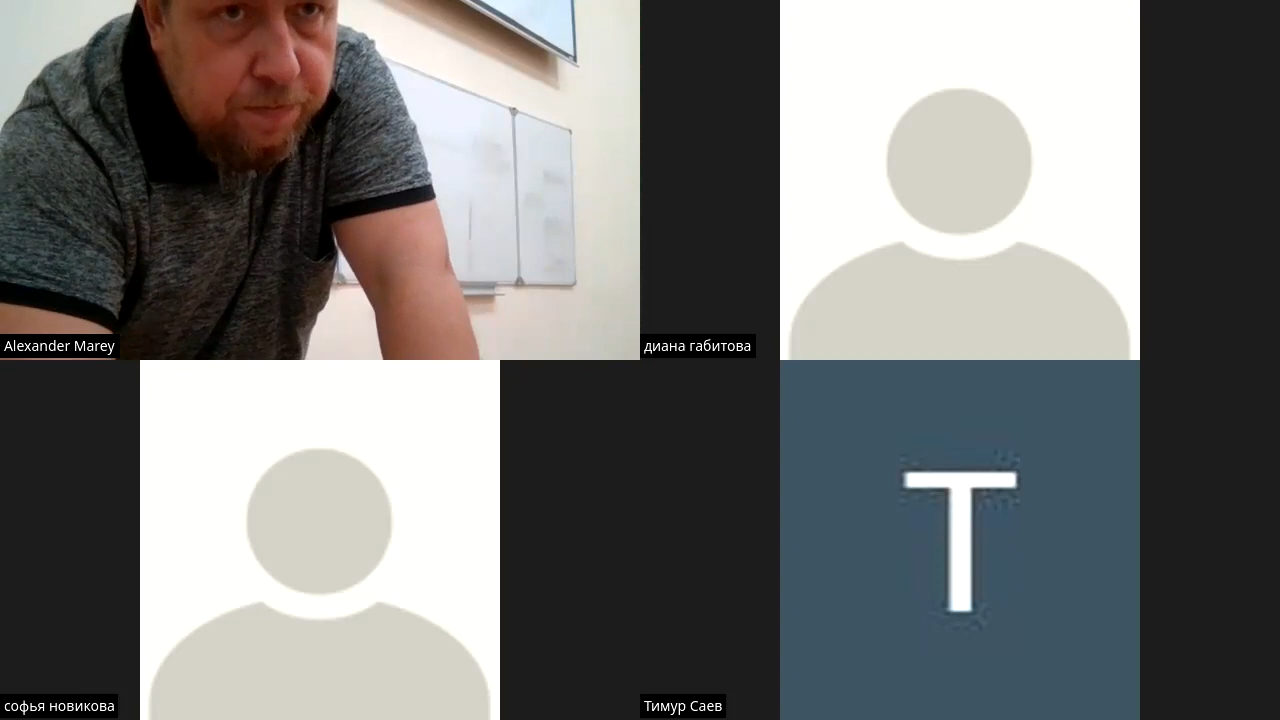 Alexander Marey
диана габитова
T
софья новикова
Тимур Саев